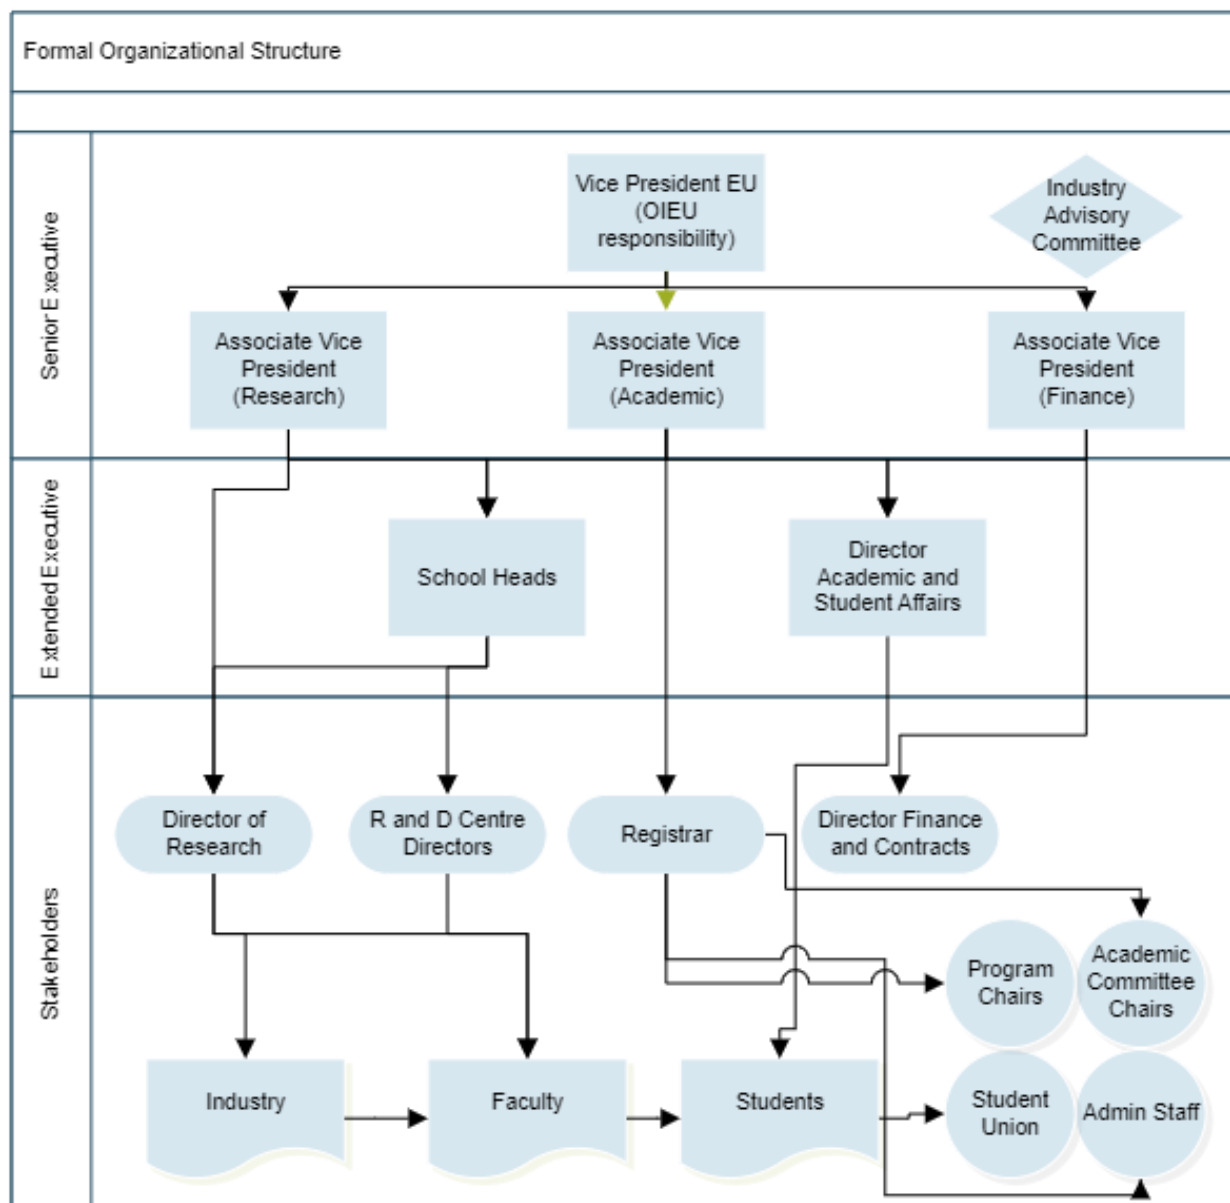 Formal Organizational Structure
Senior Executive
Vice President EU
(OIEU
responsibility)
Industry
Advisory
Committee
Associate Vice
President
(Research)
Associate Vice
President
(Academic)
Associate Vice
President
(Finance)
Extended Executive
School Heads
Director
Academic and
Student Affairs
Stakeholders
Director of
Research
R and D Centre
Directors
Registrar
Director Finance
and Contracts
Program
Chairs
Academic
Committee
Chairs
Industry
Faculty
Students
Student
Union
Admin Staff